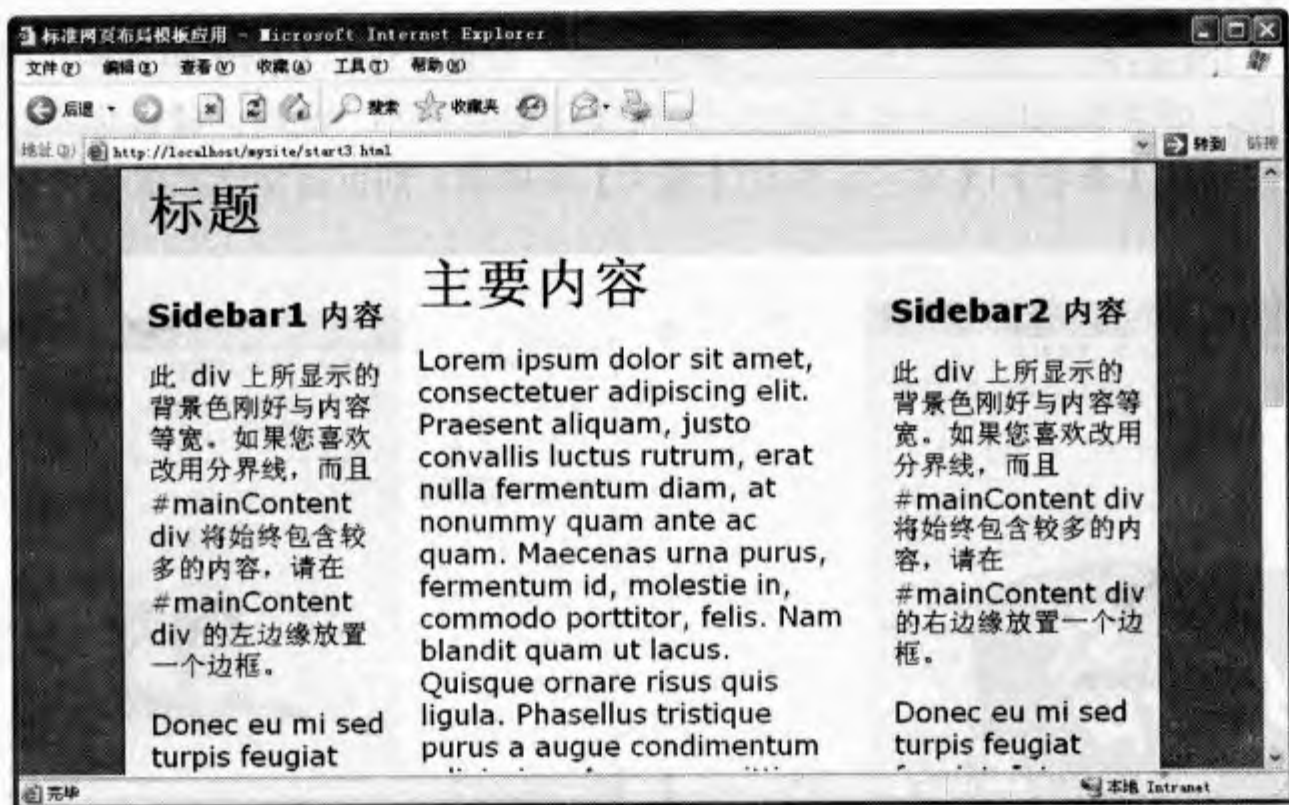 标准网页布局模板应用 - Microsoft Internet Explorer
文件(F) 编辑(E) 查看(V) 收藏(A) 工具(T) 帮助(H)
后退 搜索 收藏夹
地址(D) http://localhost/mysite/start3.html 转到 链接
标题
Sidebar1 内容
此 div 上所显示的
背景色刚好与内容
等宽。如果您喜欢
改用分界线，而且
#mainContent
div 将始终包含较
多的内容，请在
#mainContent
div 的左边缘放置
一个边框。
Donec eu mi sed
turpis feugiat
主要内容
Lorem ipsum dolor sit amet,
consectetuer adipiscing elit.
Praesent aliquam, justo
convallis luctus rutrum, erat
nulla fermentum diam, at
nonummy quam ante ac
quam. Maecenas urna purus,
fermentum id, molestie in,
commodo porttitor, felis. Nam
blandit quam ut lacus.
Quisque ornare risus quis
ligula. Phasellus tristique
purus a augue condimentum
Sidebar2 内容
此 div 上所显示的
背景色刚好与内容等
宽。如果您喜欢改用
分界线，而且
#mainContent div
将始终包含较多的内
容，请在
#mainContent div
的右边缘放置一个边
框。
Donec eu mi sed
turpis feugiat
完毕 本地 Intranet